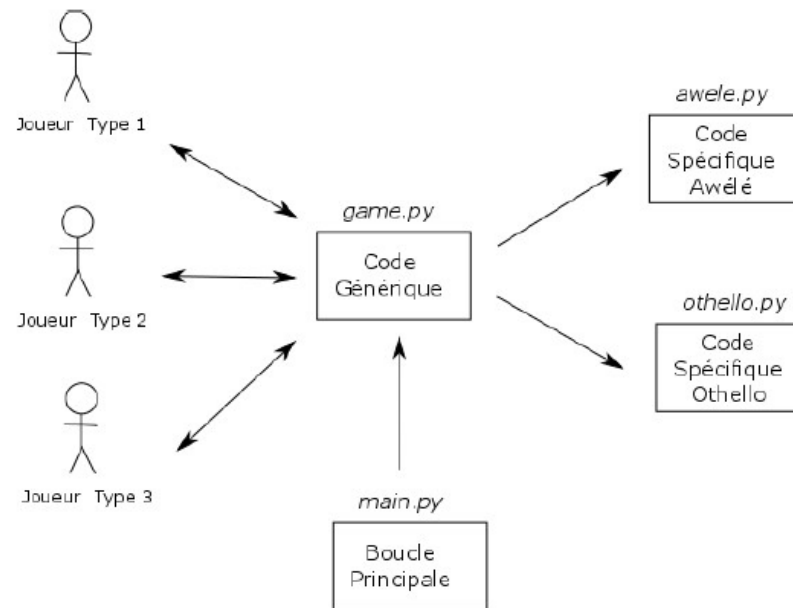 Joueur Type 1
awele.py
Code
Spécifique
Awélé
game.py
Code
Générique
Joueur Type 2
othello.py
Code
Spécifique
Othello
Joueur Type 3
main.py
Boucle
Principale